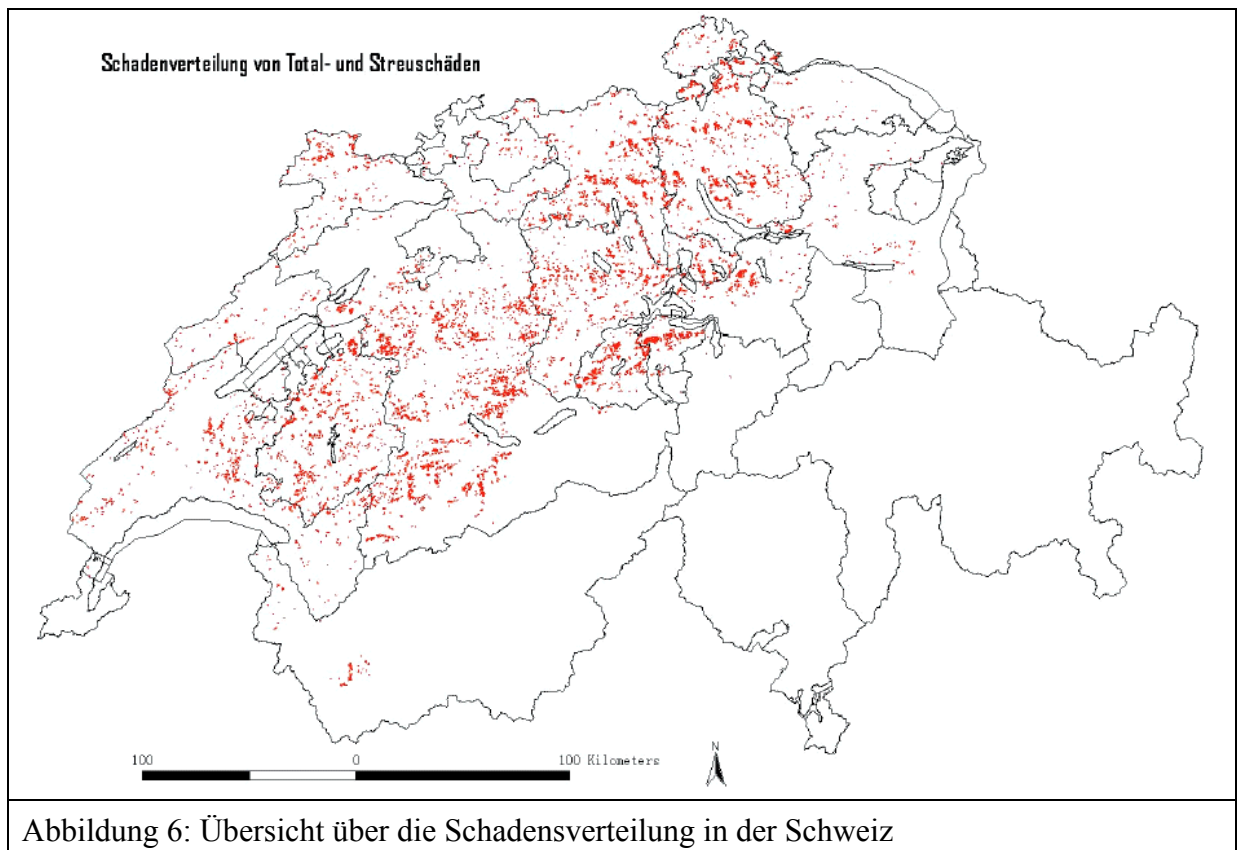 Schadenverteilung von Total- und Streuschäden
N
100 0 100 Kilometers
Abbildung 6: Übersicht über die Schadensverteilung in der Schweiz